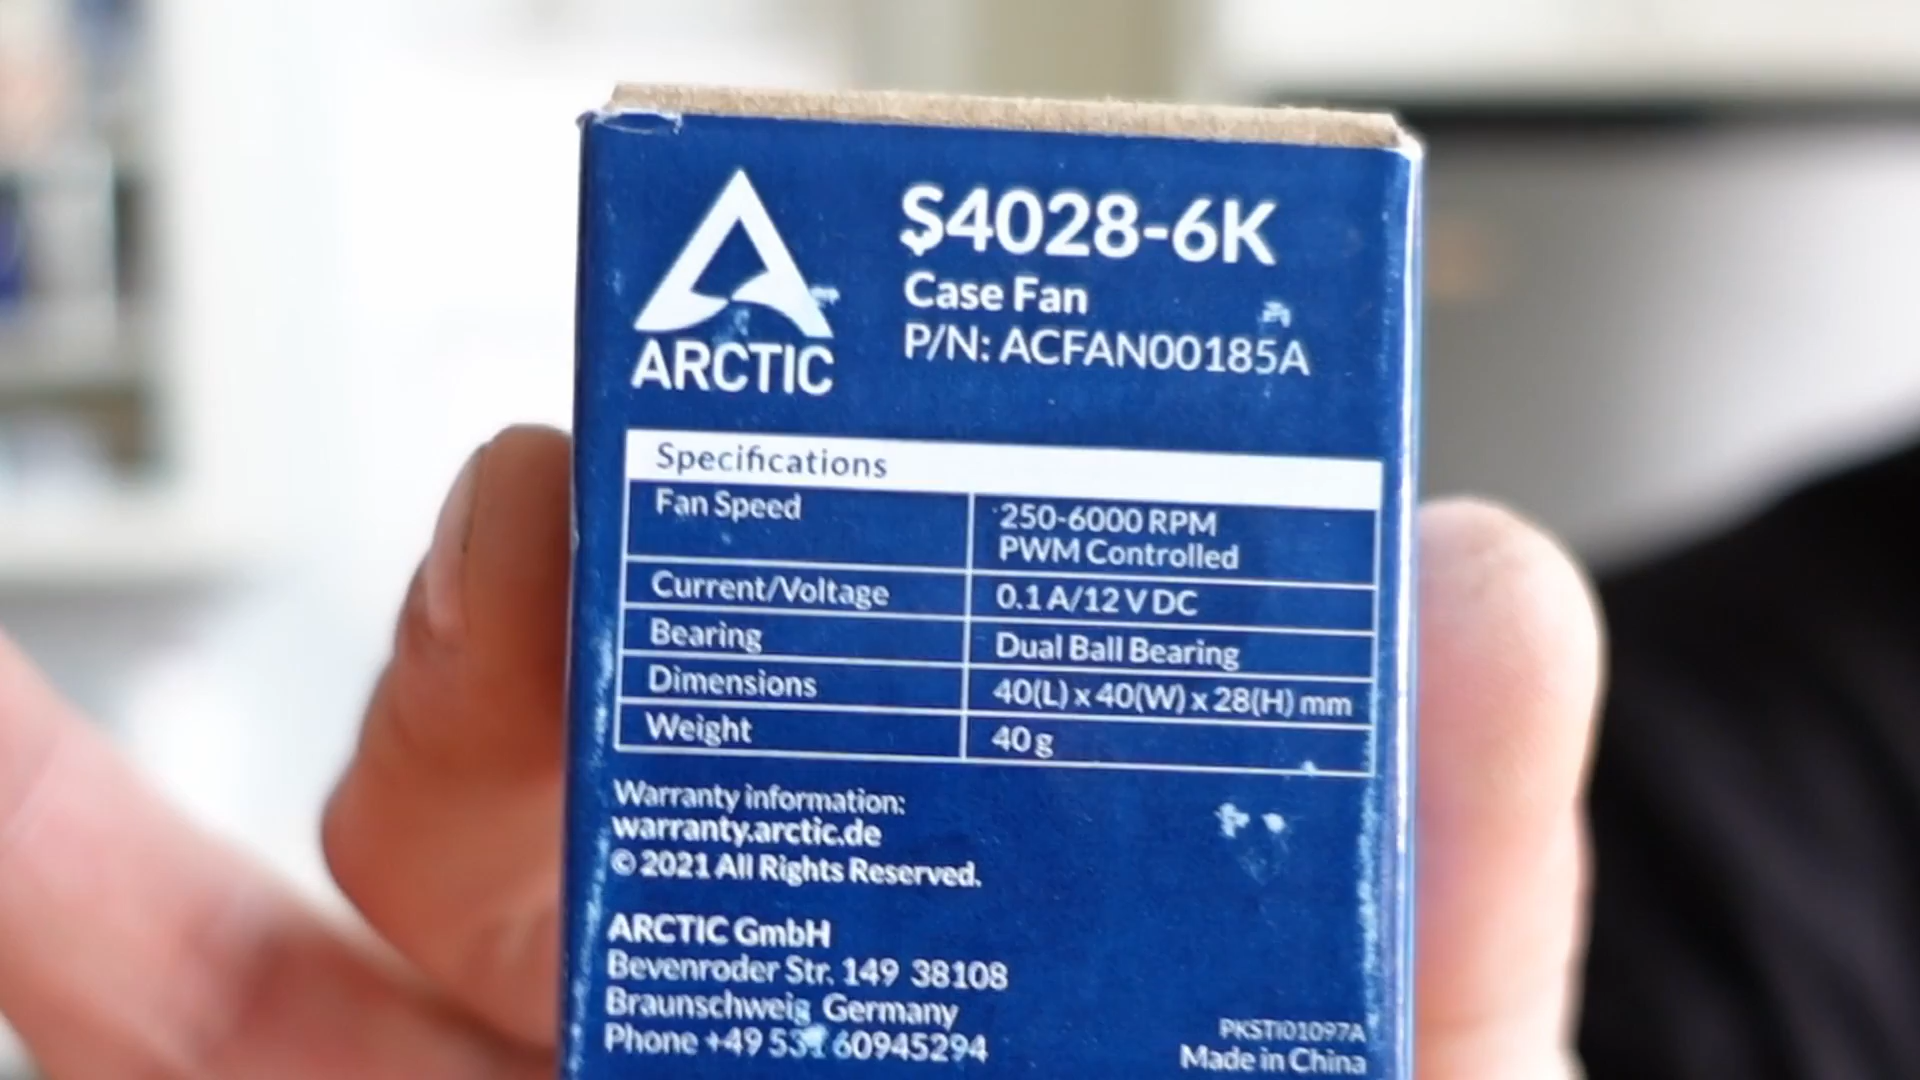 ARCTIC
S4028-6K
Case Fan
P/N: ACFAN00185A
Specifications
Fan Speed
250-6000 RPM
PWM Controlled
Current/Voltage
0.1 A/12 V DC
Bearing
Dual Ball Bearing
Dimensions
40(L) x 40(W) x 28(H) mm
Weight
40 g
Warranty information:
warranty.arctic.de
© 2021 All Rights Reserved.
ARCTIC GmbH
Bevenroder Str. 149 38108
Braunschweig Germany
Phone +49 531 60945294
PKSTI01097A
Made in China